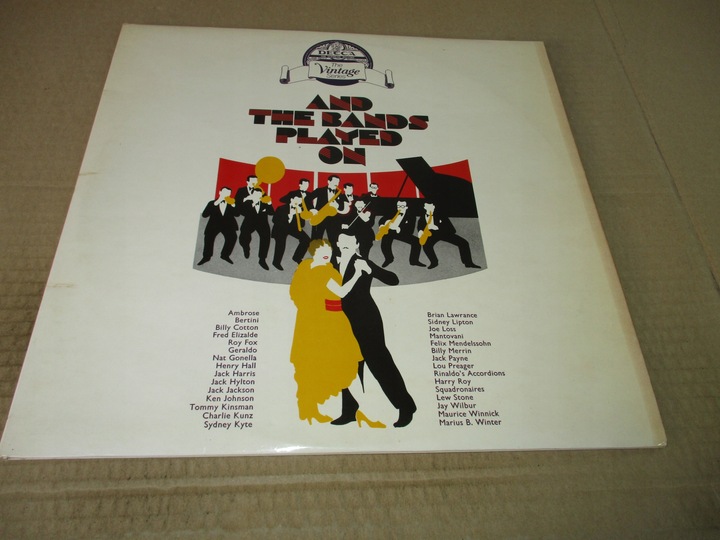 DECCA
The
Vintage
Series
AND
THE BANDS
PLAYED
ON
Ambrose
Bertini
Billy Cotton
Fred Elizalde
Roy Fox
Geraldo
Nat Gonella
Henry Hall
Jack Harris
Jack Hylton
Jack Jackson
Ken Johnson
Tommy Kinsman
Charlie Kunz
Sydney Kyte
Brian Lawrance
Sidney Lipton
Joe Loss
Mantovani
Felix Mendelssohn
Billy Merrin
Jack Payne
Lou Preager
Rinaldo's Accordions
Harry Roy
Squadronaires
Lew Stone
Jay Wilbur
Maurice Winnick
Marius B. Winter